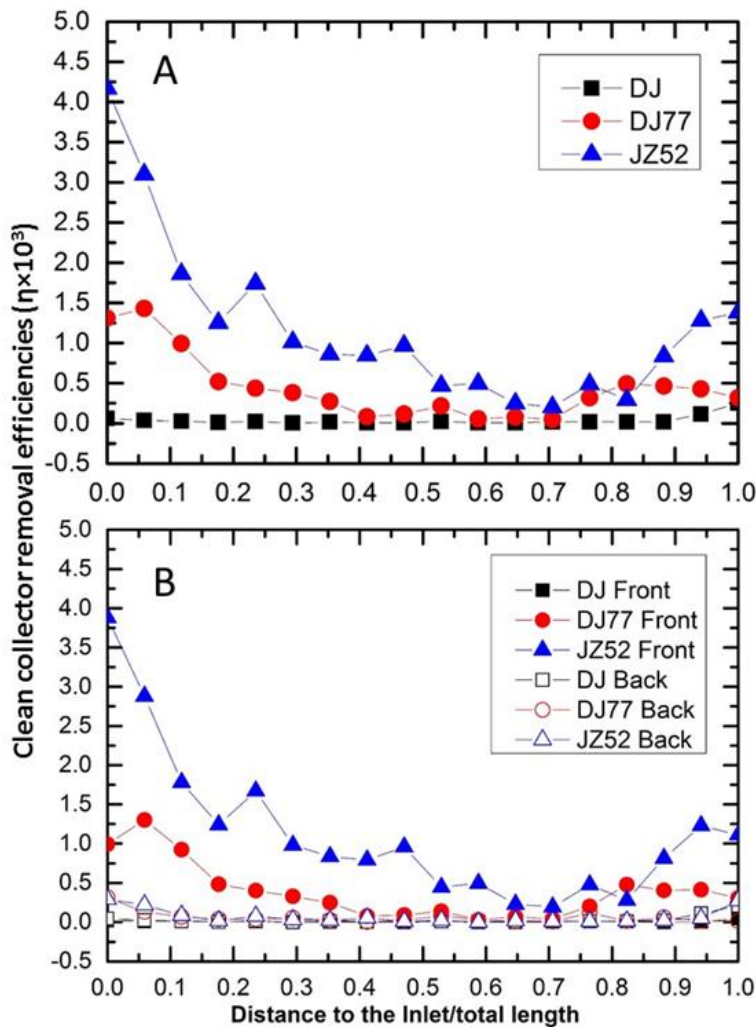 Clean collector removal efficiencies (η×10³)
A
5.0
4.5
4.0
3.5
3.0
2.5
2.0
1.5
1.0
0.5
0.0
-0.5
DJ
DJ77
JZ52
0.0 0.1 0.2 0.3 0.4 0.5 0.6 0.7 0.8 0.9 1.0
B
5.0
4.5
4.0
3.5
3.0
2.5
2.0
1.5
1.0
0.5
0.0
-0.5
DJ Front
DJ77 Front
JZ52 Front
DJ Back
DJ77 Back
JZ52 Back
0.0 0.1 0.2 0.3 0.4 0.5 0.6 0.7 0.8 0.9 1.0
Distance to the Inlet/total length